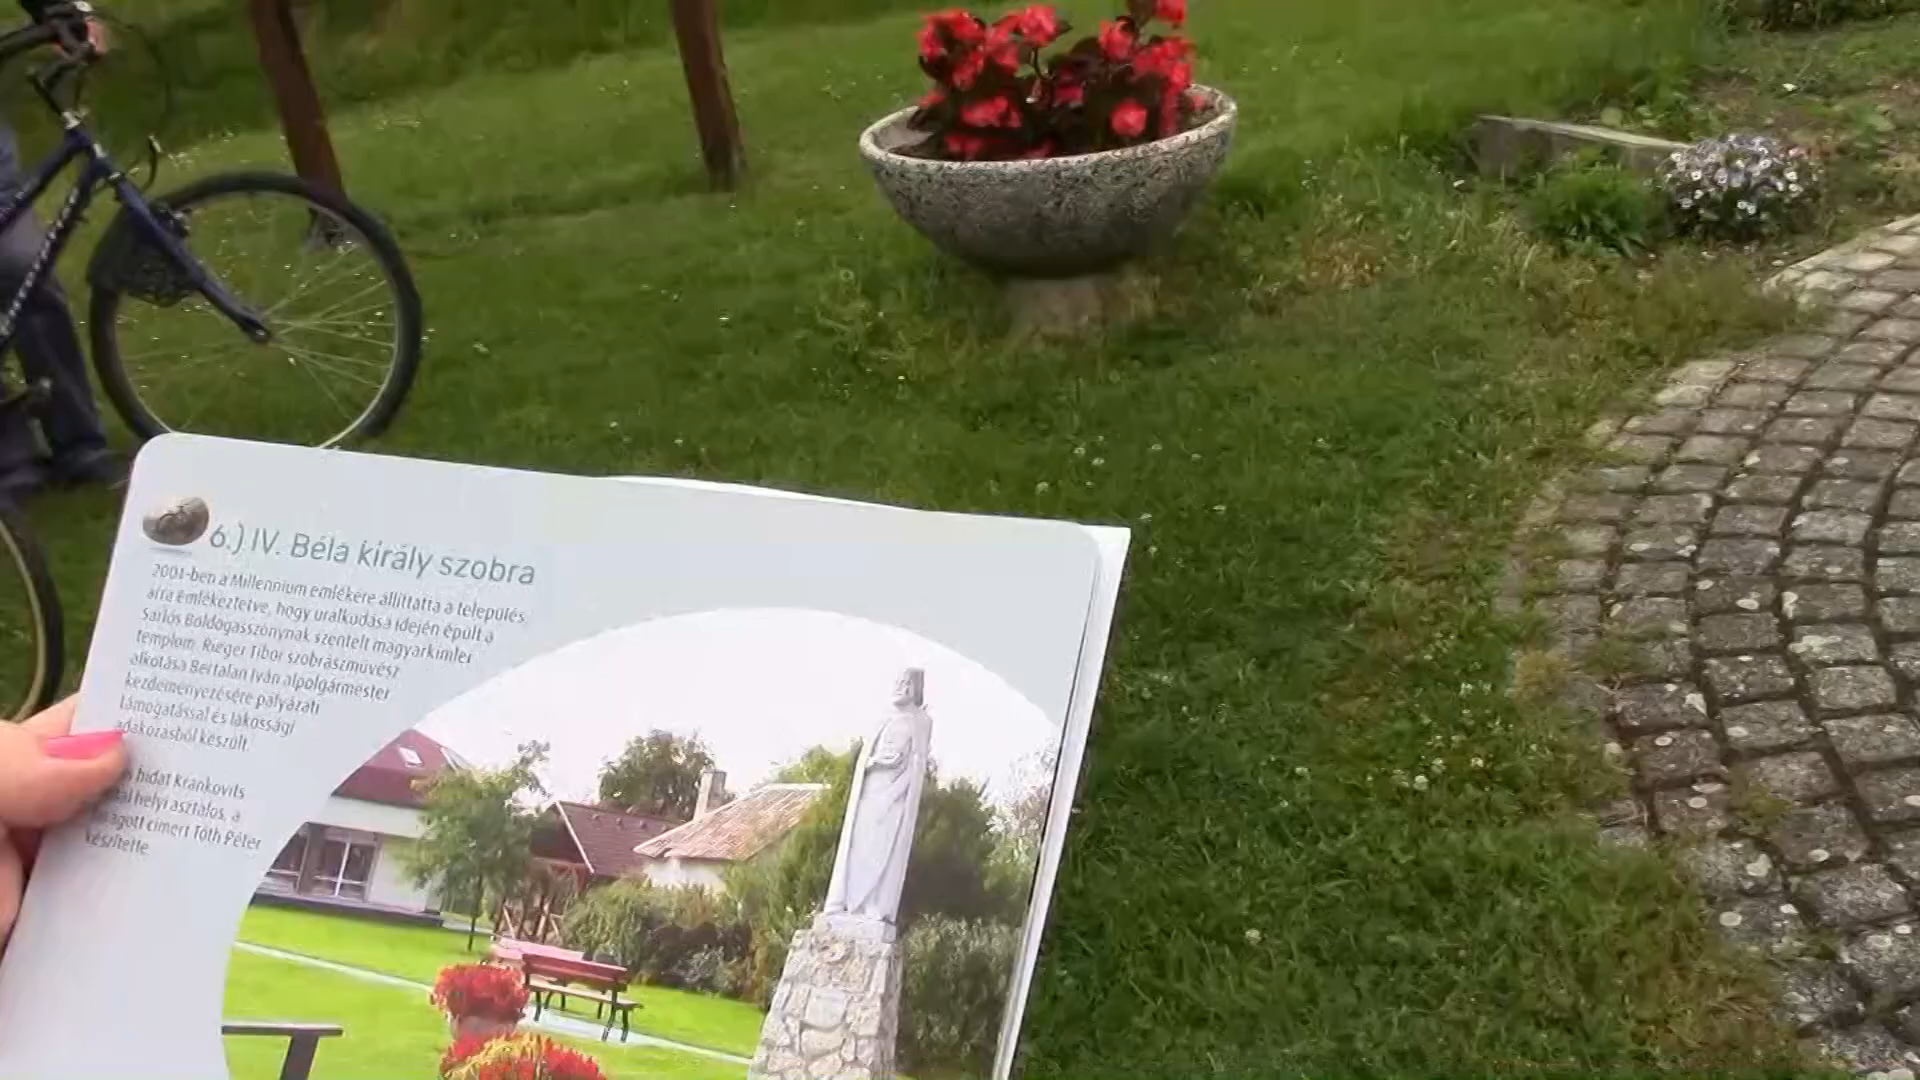 6.) IV. Béla király szobra
2001-ben a Millennium emlékére állíttatta a település
arra emlékeztetve, hogy uralkodása idején épült a
Sarlós Boldogasszonynak szentelt magyarkimlei
templom. Rieger Tibor szobrászművész
alkotása Bertalan Iván alpolgármester
kezdeményezésére pályázati
támogatással és lakossági
adakozásból készült.
hidat Krankovits
helyi asztalos, a
címert Tóth Péter
készítette.